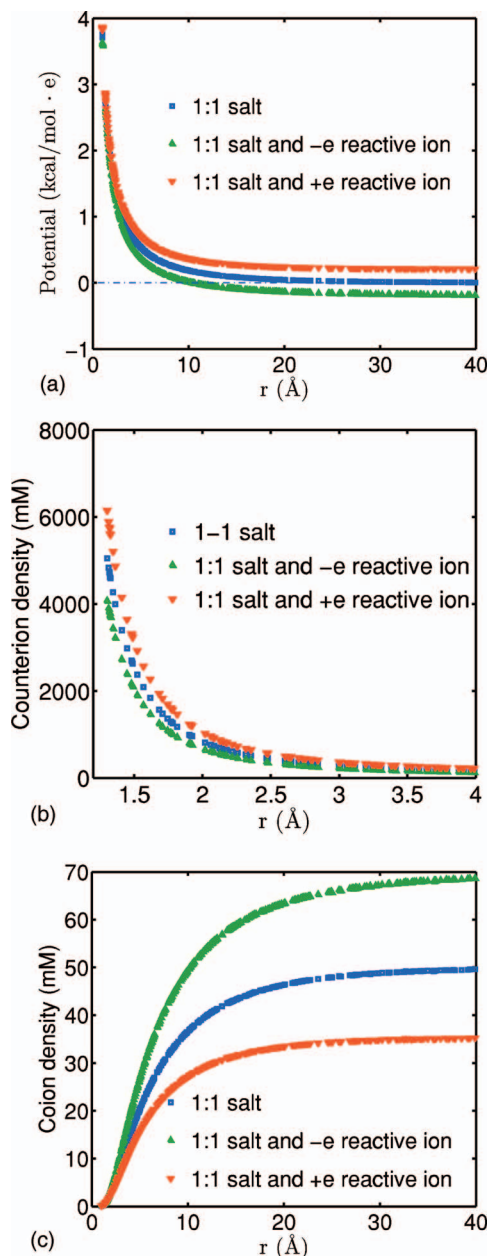 4
3
2
1
0
−1
Potential (kcal/mol · e)
1:1 salt
1:1 salt and −e reactive ion
1:1 salt and +e reactive ion
0 10 20 30 40
r (Å)
(a)
8000
6000
4000
2000
0
Counterion density (mM)
1−1 salt
1:1 salt and −e reactive ion
1:1 salt and +e reactive ion
1.5 2 2.5 3 3.5 4
r (Å)
(b)
70
60
50
40
30
20
10
0
Coion density (mM)
1:1 salt
1:1 salt and −e reactive ion
1:1 salt and +e reactive ion
0 5 10 20 30 40
r (Å)
(c)